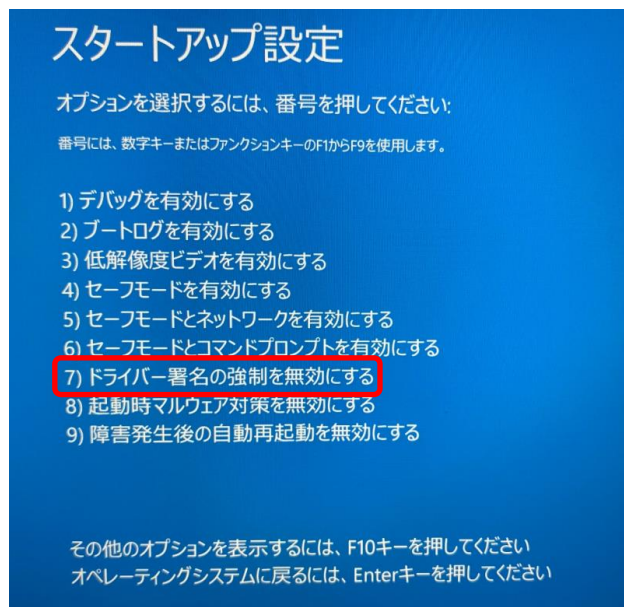 スタートアップ設定
オプションを選択するには、番号を押してください:
番号には、数字キーまたはファンクションキーのF1からF9を使用します。
1) デバッグを有効にする
2) ブートログを有効にする
3) 低解像度ビデオを有効にする
4) セーフモードを有効にする
5) セーフモードとネットワークを有効にする
6) セーフモードとコマンドプロンプトを有効にする
7) ドライバー署名の強制を無効にする
8) 起動時マルウェア対策を無効にする
9) 障害発生後の自動再起動を無効にする
その他のオプションを表示するには、F10キーを押してください
オペレーティングシステムに戻るには、Enterキーを押してください